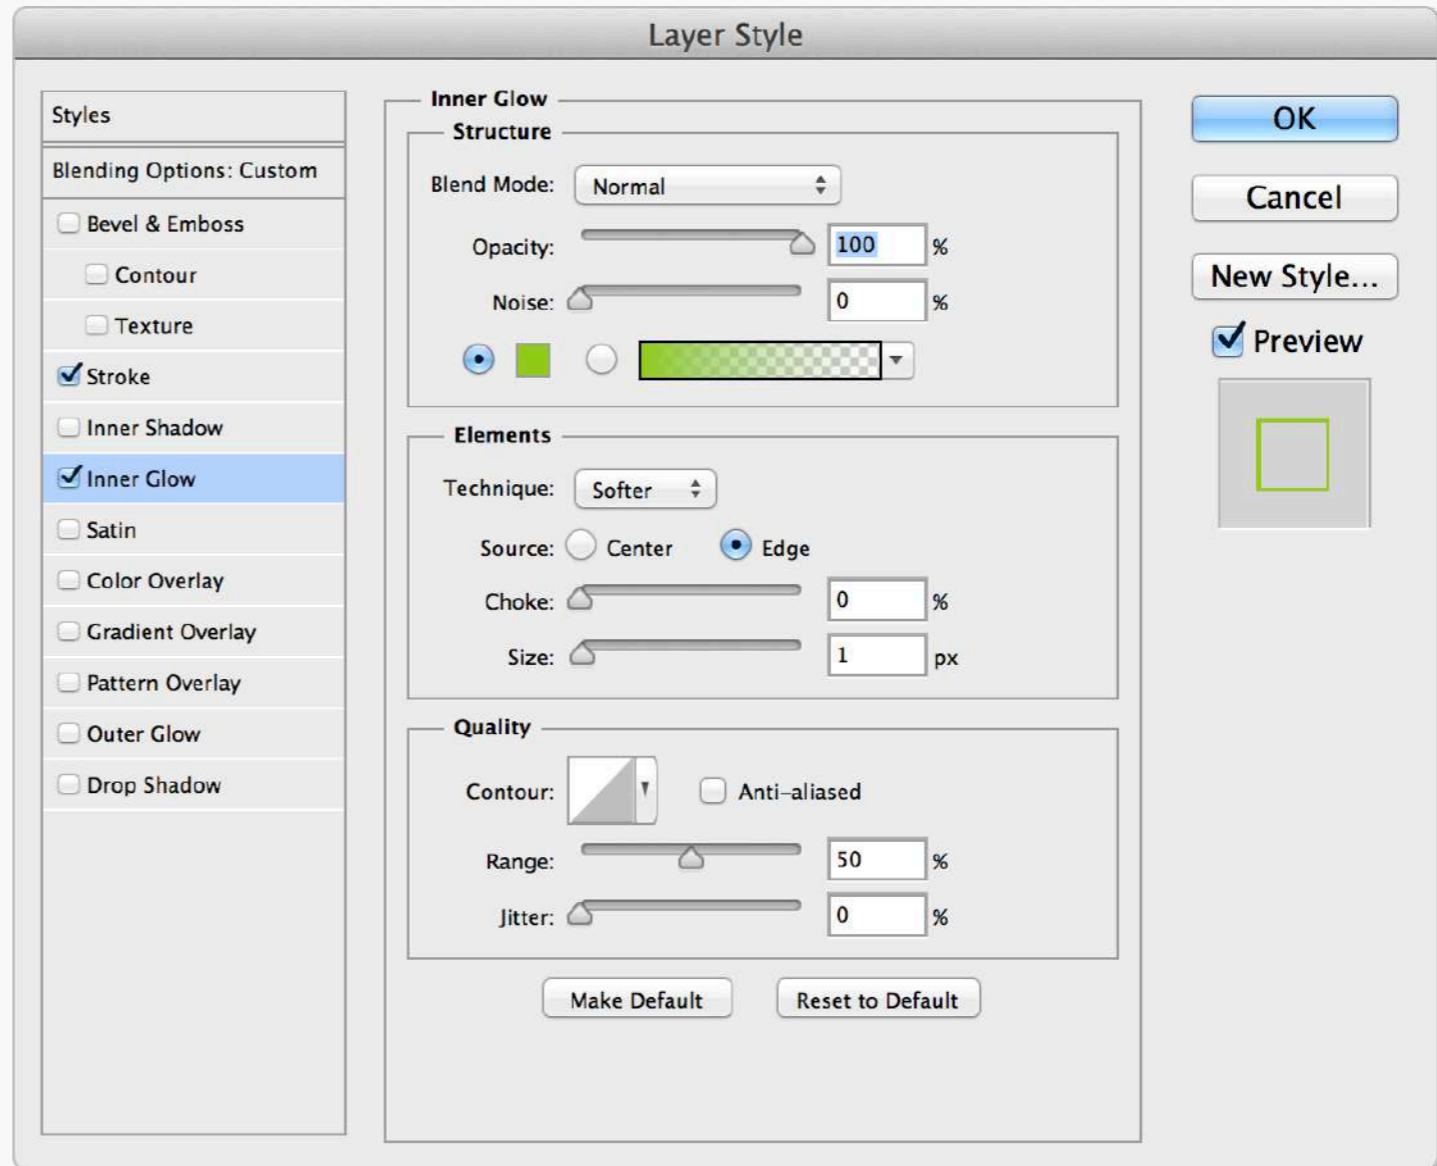 Layer Style
Styles
Blending Options: Custom
Bevel & Emboss
Contour
Texture
Stroke
Inner Shadow
Inner Glow
Satin
Color Overlay
Gradient Overlay
Pattern Overlay
Outer Glow
Drop Shadow
Inner Glow
Structure
Blend Mode: Normal
Opacity: 100 %
Noise: 0 %
Elements
Technique: Softer
Source: Center Edge
Choke: 0 %
Size: 1 px
Quality
Contour: Anti-aliased
Range: 50 %
Jitter: 0 %
Make Default Reset to Default
OK
Cancel
New Style...
Preview